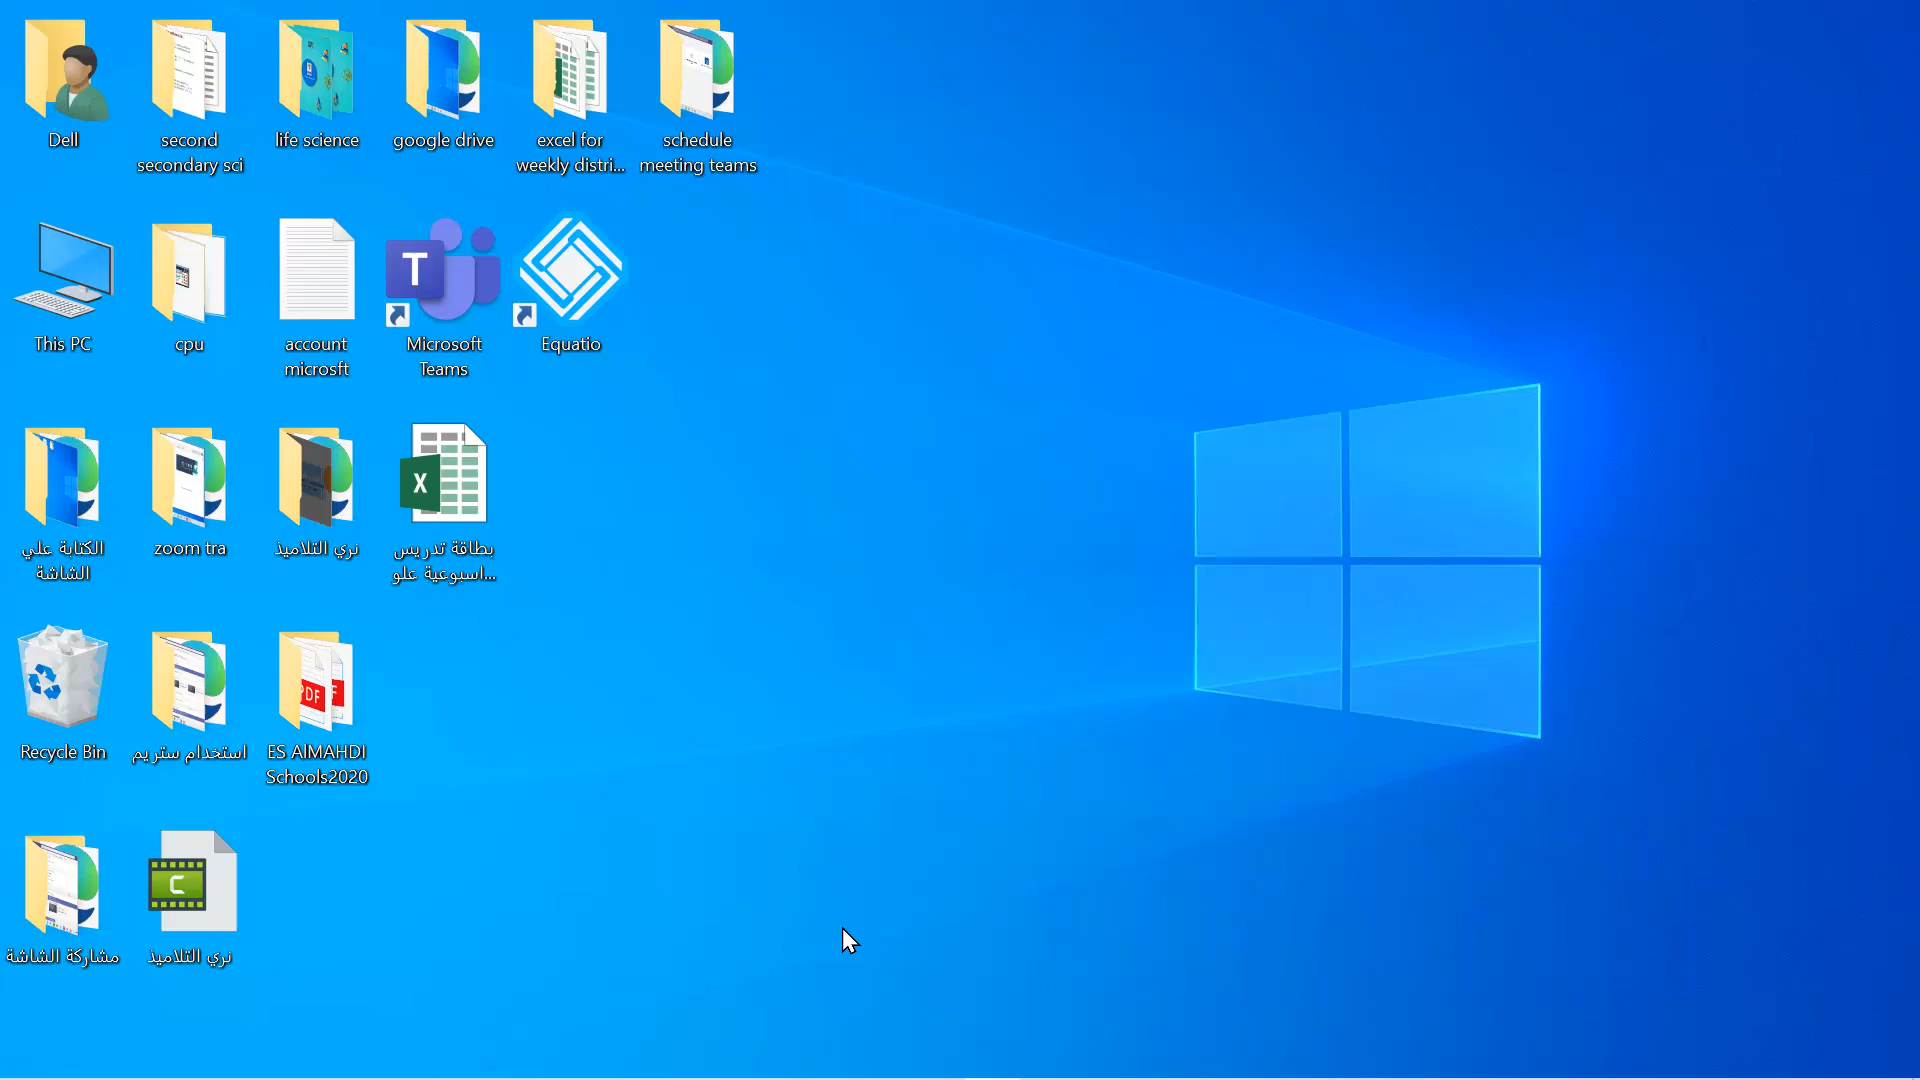 Dell
second
secondary sci
life science
google drive
excel for
weekly distri...
schedule
meeting teams
This PC
cpu
account
microsft
T
Microsoft
Teams
Equatio
الكتابة علي
الشاشة
zoom tra
نري التلاميذ
X
بطاقة تدريس
اسبوعية علو...
Recycle Bin
استخدام ستريم
PDF
ES AlMAHDI
Schools2020
مشاركة الشاشة
C
نري التلاميذ